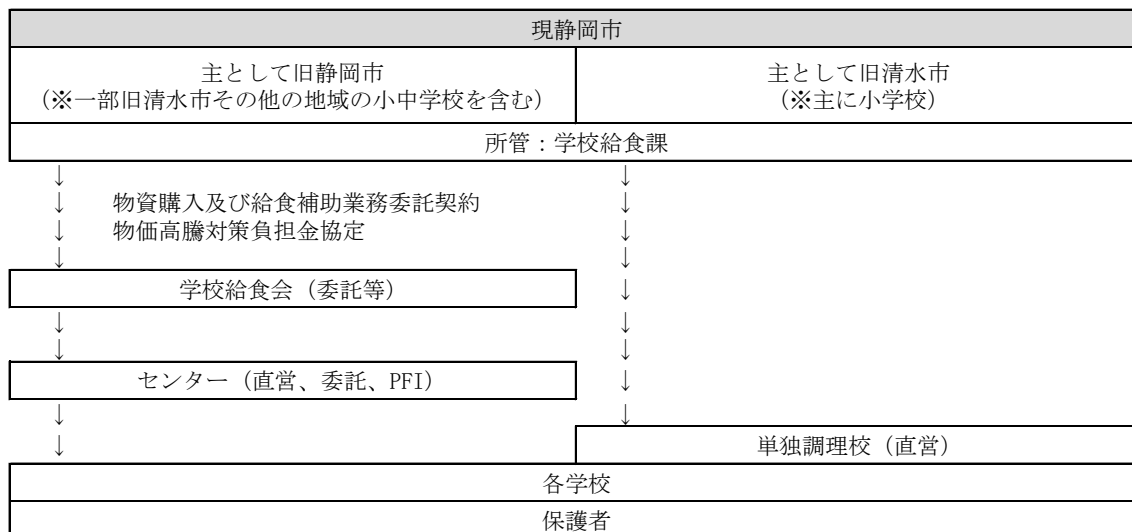 現静岡市
主として旧静岡市
(※一部旧清水市その他の地域の小中学校を含む)
主として旧清水市
(※主に小学校)
所管：学校給食課
↓ ↓
↓ 物資購入及び給食補助業務委託契約 ↓
↓ 物価高騰対策負担金協定 ↓
↓ ↓
学校給食会（委託等） ↓
↓ ↓
↓ ↓
センター（直営、委託、PFI） ↓
↓ ↓
↓ 単独調理校（直営）
各学校
保護者